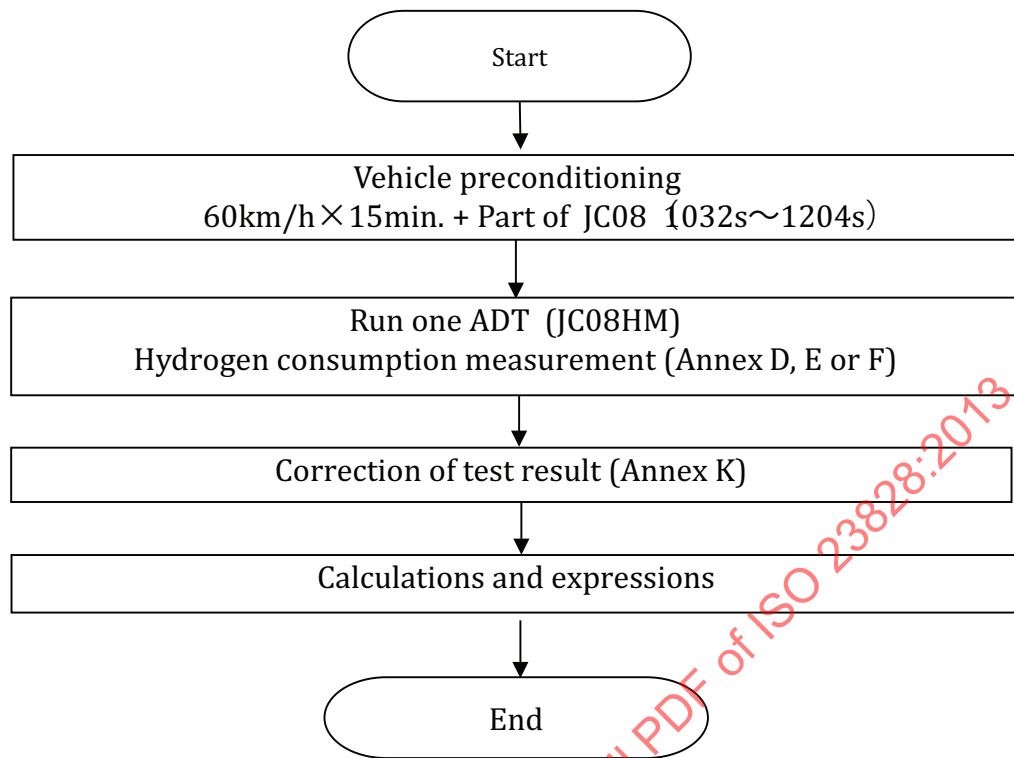 Start
Vehicle preconditioning
60km/h×15min. + Part of JC08（1032s～1204s）
Run one ADT (JC08HM)
Hydrogen consumption measurement (Annex D, E or F)
Correction of test result (Annex K)
Calculations and expressions
End
PDF of ISO 23828:2013